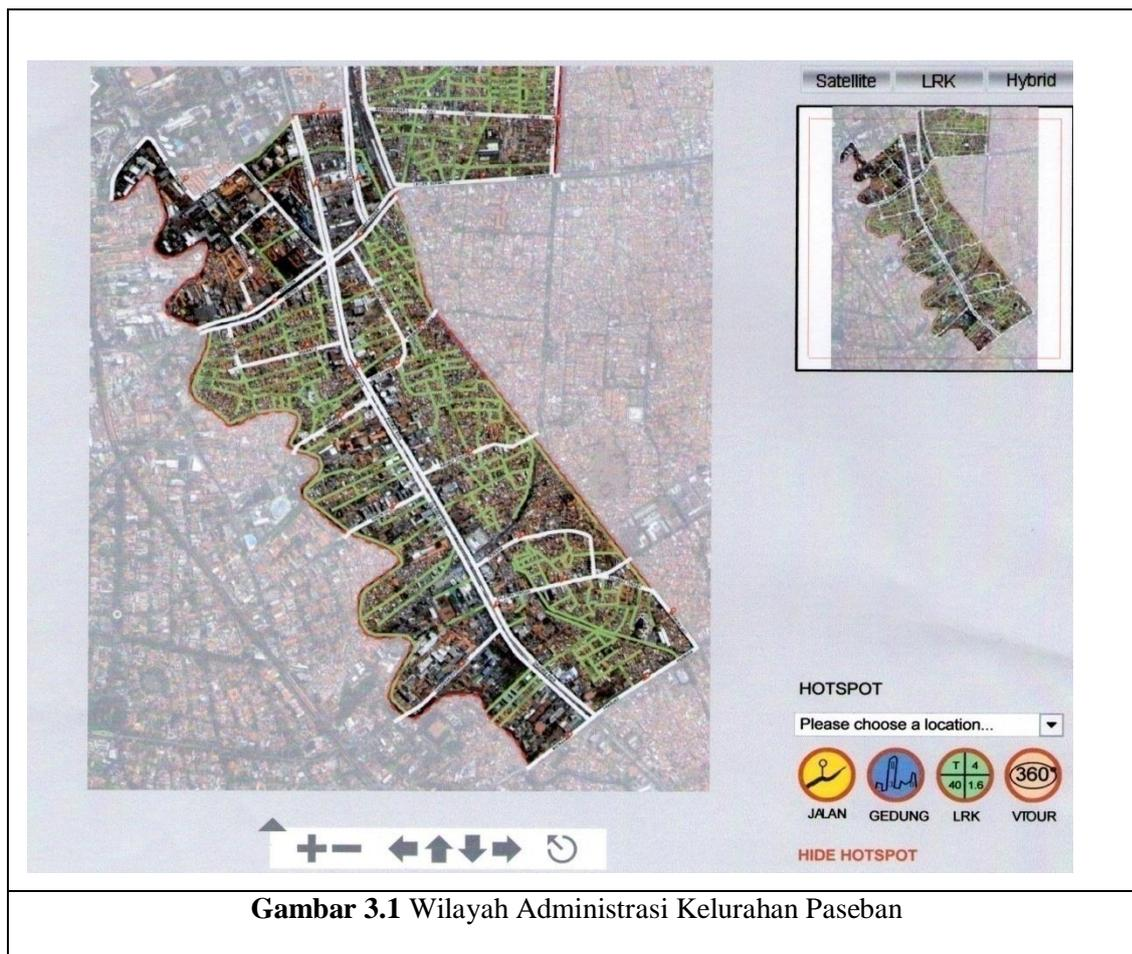 Satellite LRK Hybrid
HOTSPOT
Please choose a location...
T 4
40 1.6
360°
JALAN GEDUNG LRK VTOUR
HIDE HOTSPOT
Gambar 3.1 Wilayah Administrasi Kelurahan Paseban